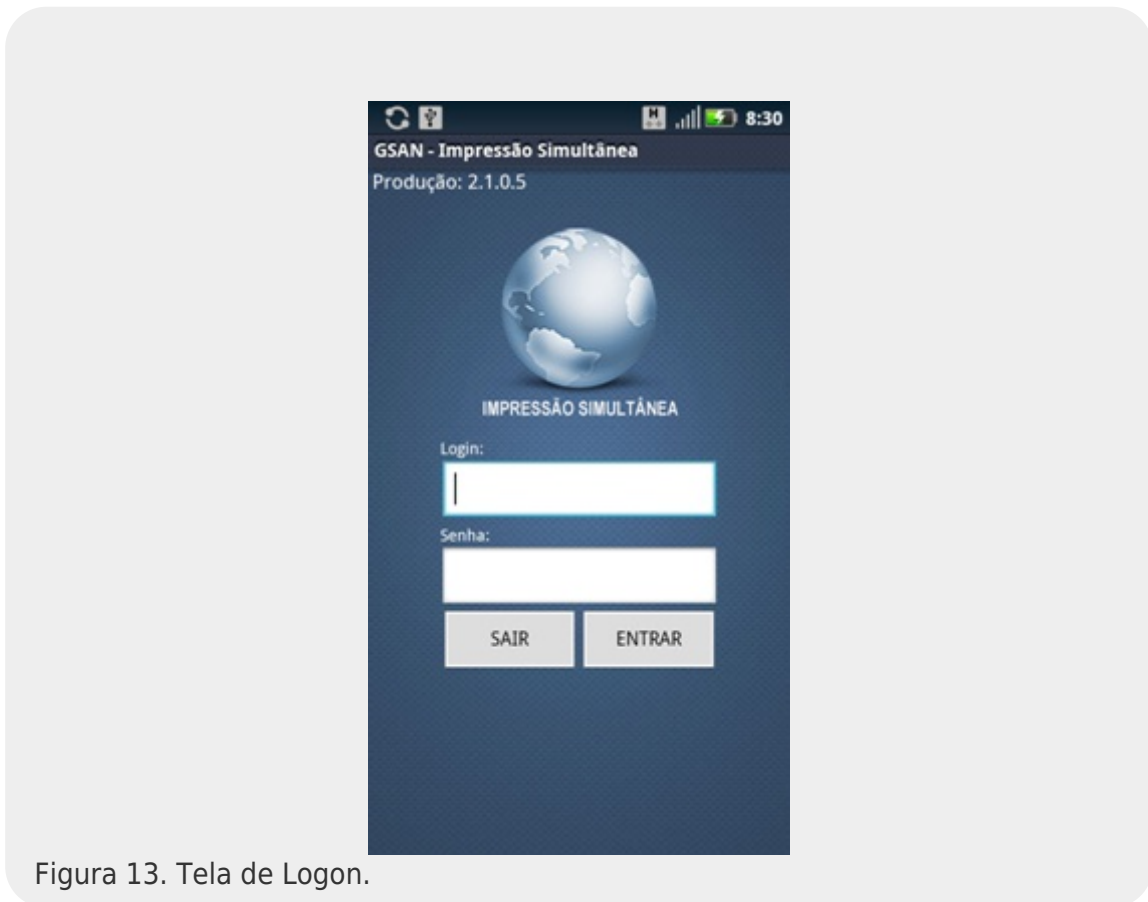 8:30
GSAN - Impressão Simultânea
Produção: 2.1.0.5
IMPRESSÃO SIMULTÂNEA
Login:
Senha:
SAIR ENTRAR
Figura 13. Tela de Logon.